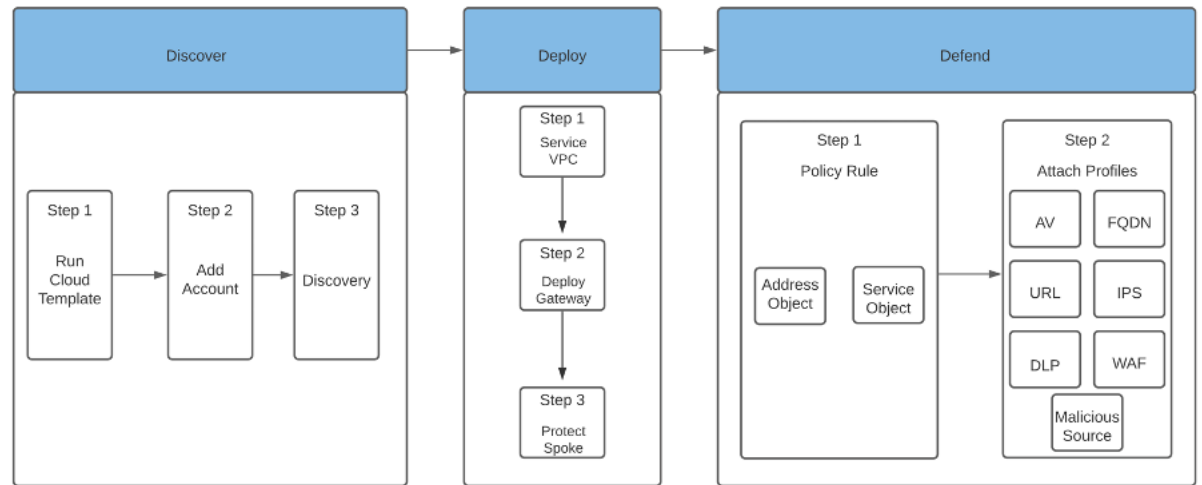 Discover
Deploy
Defend
Step 1
Run
Cloud
Template
Step 2
Add
Account
Step 3
Discovery
Step 1
Service
VPC
Step 2
Deploy
Gateway
Step 3
Protect
Spoke
Step 1
Policy Rule
Address
Object
Service
Object
Step 2
Attach Profiles
AV
FQDN
URL
IPS
DLP
WAF
Malicious
Source